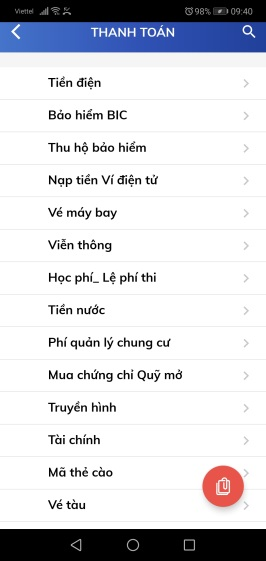 Viettel 98% 09:40
THANH TOÁN
Tiền điện
Bảo hiểm BIC
Thu hộ bảo hiểm
Nạp tiền Ví điện tử
Vé máy bay
Viễn thông
Học phí_ Lệ phí thi
Tiền nước
Phí quản lý chung cư
Mua chứng chỉ Quỹ mở
Truyền hình
Tài chính
Mã thẻ cào
Vé tàu